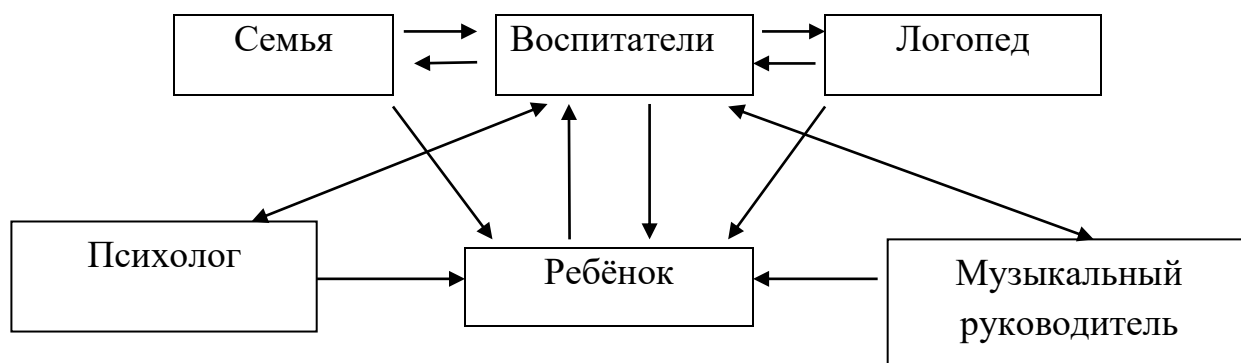 Семья
Воспитатели
Логопед
Психолог
Ребёнок
Музыкальный
руководитель